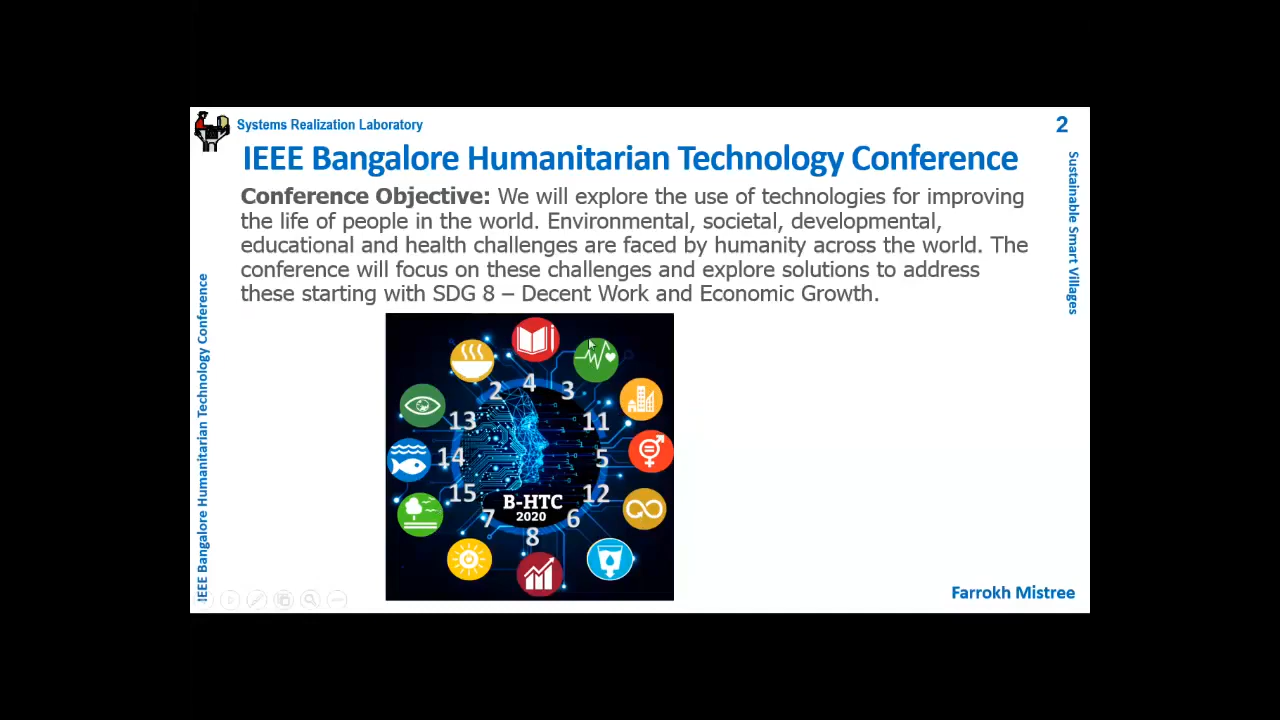 Systems Realization Laboratory
2
IEEE Bangalore Humanitarian Technology Conference
Conference Objective: We will explore the use of technologies for improving
the life of people in the world. Environmental, societal, developmental,
educational and health challenges are faced by humanity across the world. The
conference will focus on these challenges and explore solutions to address
these starting with SDG 8 – Decent Work and Economic Growth.
Sustainable Smart Villages
IEEE Bangalore Humanitarian Technology Conference
4
2
3
13
11
14
5
15
12
B-HTC
2020
7
6
8
Farrokh Mistree